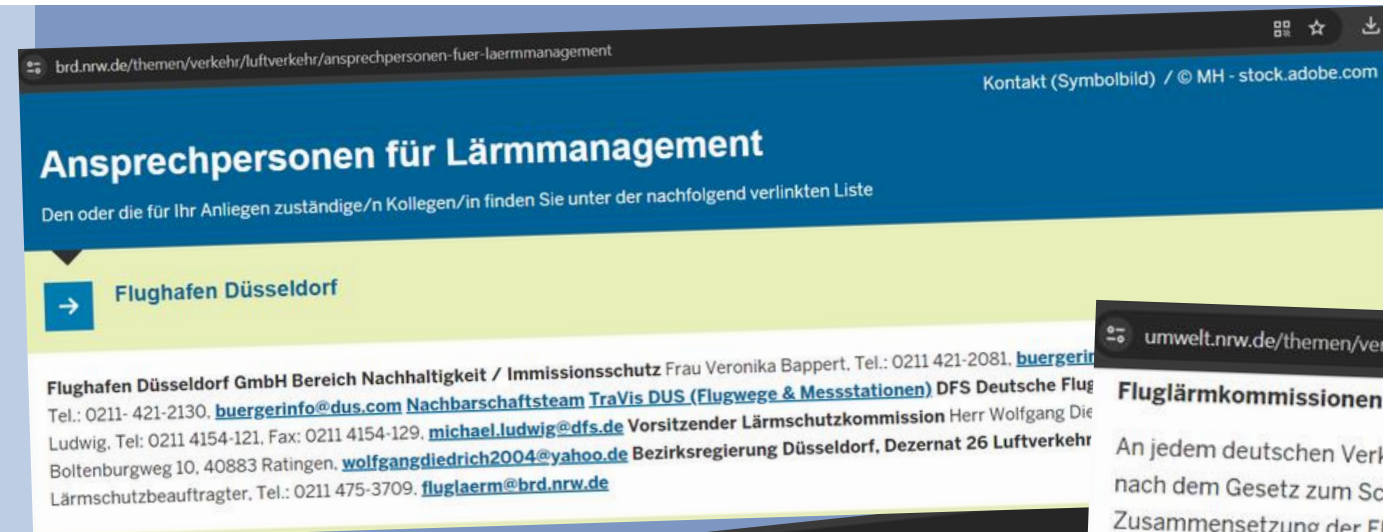 brd.nrw.de/themen/verkehr/luftverkehr/ansprechpersonen-fuer-laermmanagement
Kontakt (Symbolbild) / © MH - stock.adobe.com
Ansprechpersonen für Lärmmanagement
Den oder die für Ihr Anliegen zuständige/n Kollegen/in finden Sie unter der nachfolgend verlinkten Liste
Flughafen Düsseldorf
Flughafen Düsseldorf GmbH Bereich Nachhaltigkeit / Immissionsschutz Frau Veronika Bappert, Tel.: 0211 421-2081,
Tel.: 0211- 421-2130, buergerinfo@dus.com Nachbarschaftsteam TraVis DUS (Flugwege & Messstationen) DFS Deutsche
Ludwig, Tel: 0211 4154-121, Fax: 0211 4154-129, michael.ludwig@dfs.de Vorsitzender Lärmschutzkommission Herr Wolfgang
Boltenburgweg 10, 40883 Ratingen, wolfgangdiedrich2004@yahoo.de Bezirksregierung Düsseldorf, Dezernat 26 Luftverkehr
Lärmschutzbeauftragter, Tel.: 0211 475-3709, fluglaerm@brd.nrw.de
umwelt.nrw.de/themen/
Fluglärmkommissionen
An jedem deutschen
nach dem Gesetz zum
Zusammensetzung der